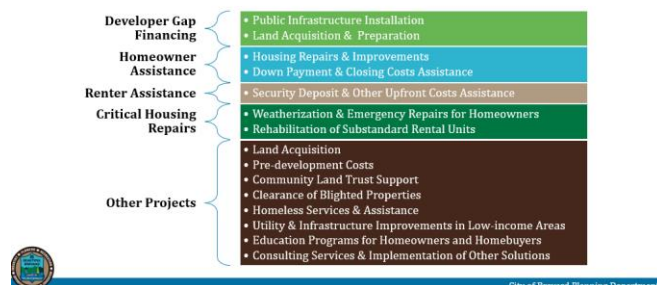 Developer Gap
Financing
• Public Infrastructure Installation
• Land Acquisition & Preparation
Homeowner
Assistance
• Housing Repairs & Improvements
• Down Payment & Closing Costs Assistance
Renter Assistance
• Security Deposit & Other Upfront Costs Assistance
Critical Housing
Repairs
• Weatherization & Emergency Repairs for Homeowners
• Rehabilitation of Substandard Rental Units
Other Projects
• Land Acquisition
• Pre-development Costs
• Community Land Trust Support
• Clearance of Blighted Properties
• Homeless Services & Assistance
• Utility & Infrastructure Improvements in Low-income Areas
• Education Programs for Homeowners and Homebuyers
• Consulting Services & Implementation of Other Solutions
City of Planning Department